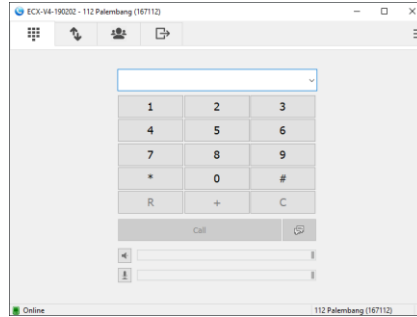 ECX-V4-190202 - 112 Palembang (167112)
1 2 3
4 5 6
7 8 9
* 0 #
R + C
Call
Online 112 Palembang (167112)